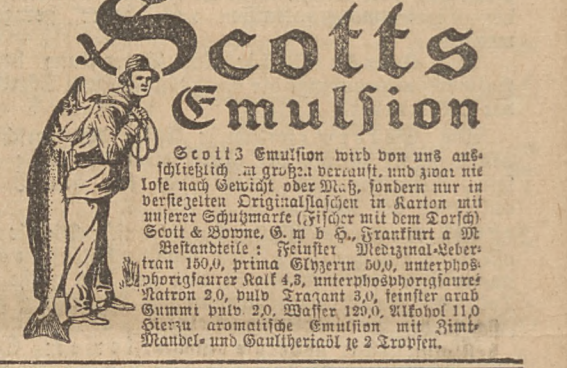 Scotts
Emulsion
Scotts Emulsion wird von uns aus-
schließlich im großen verkauft, und zwar nie
lose nach Gewicht oder Maß, sondern nur in
versiegelten Originalflaschen in Karton mit
unserer Schutzmarke (Fischer mit dem Dorsch)
Scott & Bowne, G. m b H., Frankfurt a M
Bestandteile: Feinster Medizinal-Leber-
tran 150,0, prima Glyzerin 50,0, unterphos-
phorigsaurer Kalk 4,3, unterphosphorigsaures
Natron 2,0, pulv Tragant 3,0, feinster arab
Gummi pulv 2,0, Wasser 129,0, Alkohol 11,0
Hierzu aromatische Emulsion mit Zimt-
Mandel- und Gaultheriaöl je 2 Tropfen.